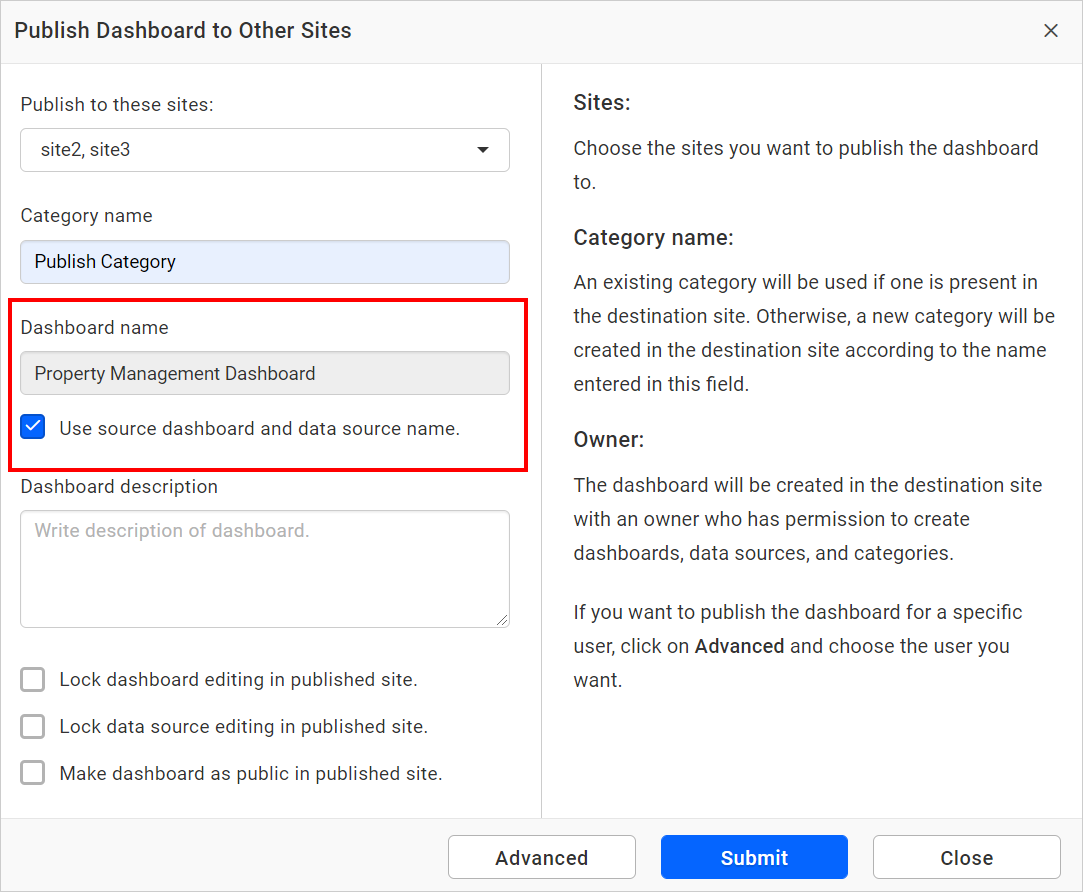 Publish Dashboard to Other Sites
Publish to these sites:
site2, site3
Category name
Publish Category
Dashboard name
Property Management Dashboard
Use source dashboard and data source name.
Dashboard description
Write description of dashboard.
Lock dashboard editing in published site.
Lock data source editing in published site.
Make dashboard as public in published site.
Sites:
Choose the sites you want to publish the dashboard
to.
Category name:
An existing category will be used if one is present in
the destination site. Otherwise, a new category will be
created in the destination site according to the name
entered in this field.
Owner:
The dashboard will be created in the destination site
with an owner who has permission to create
dashboards, data sources, and categories.
If you want to publish the dashboard for a specific
user, click on Advanced and choose the user you
want.
Advanced
Submit
Close